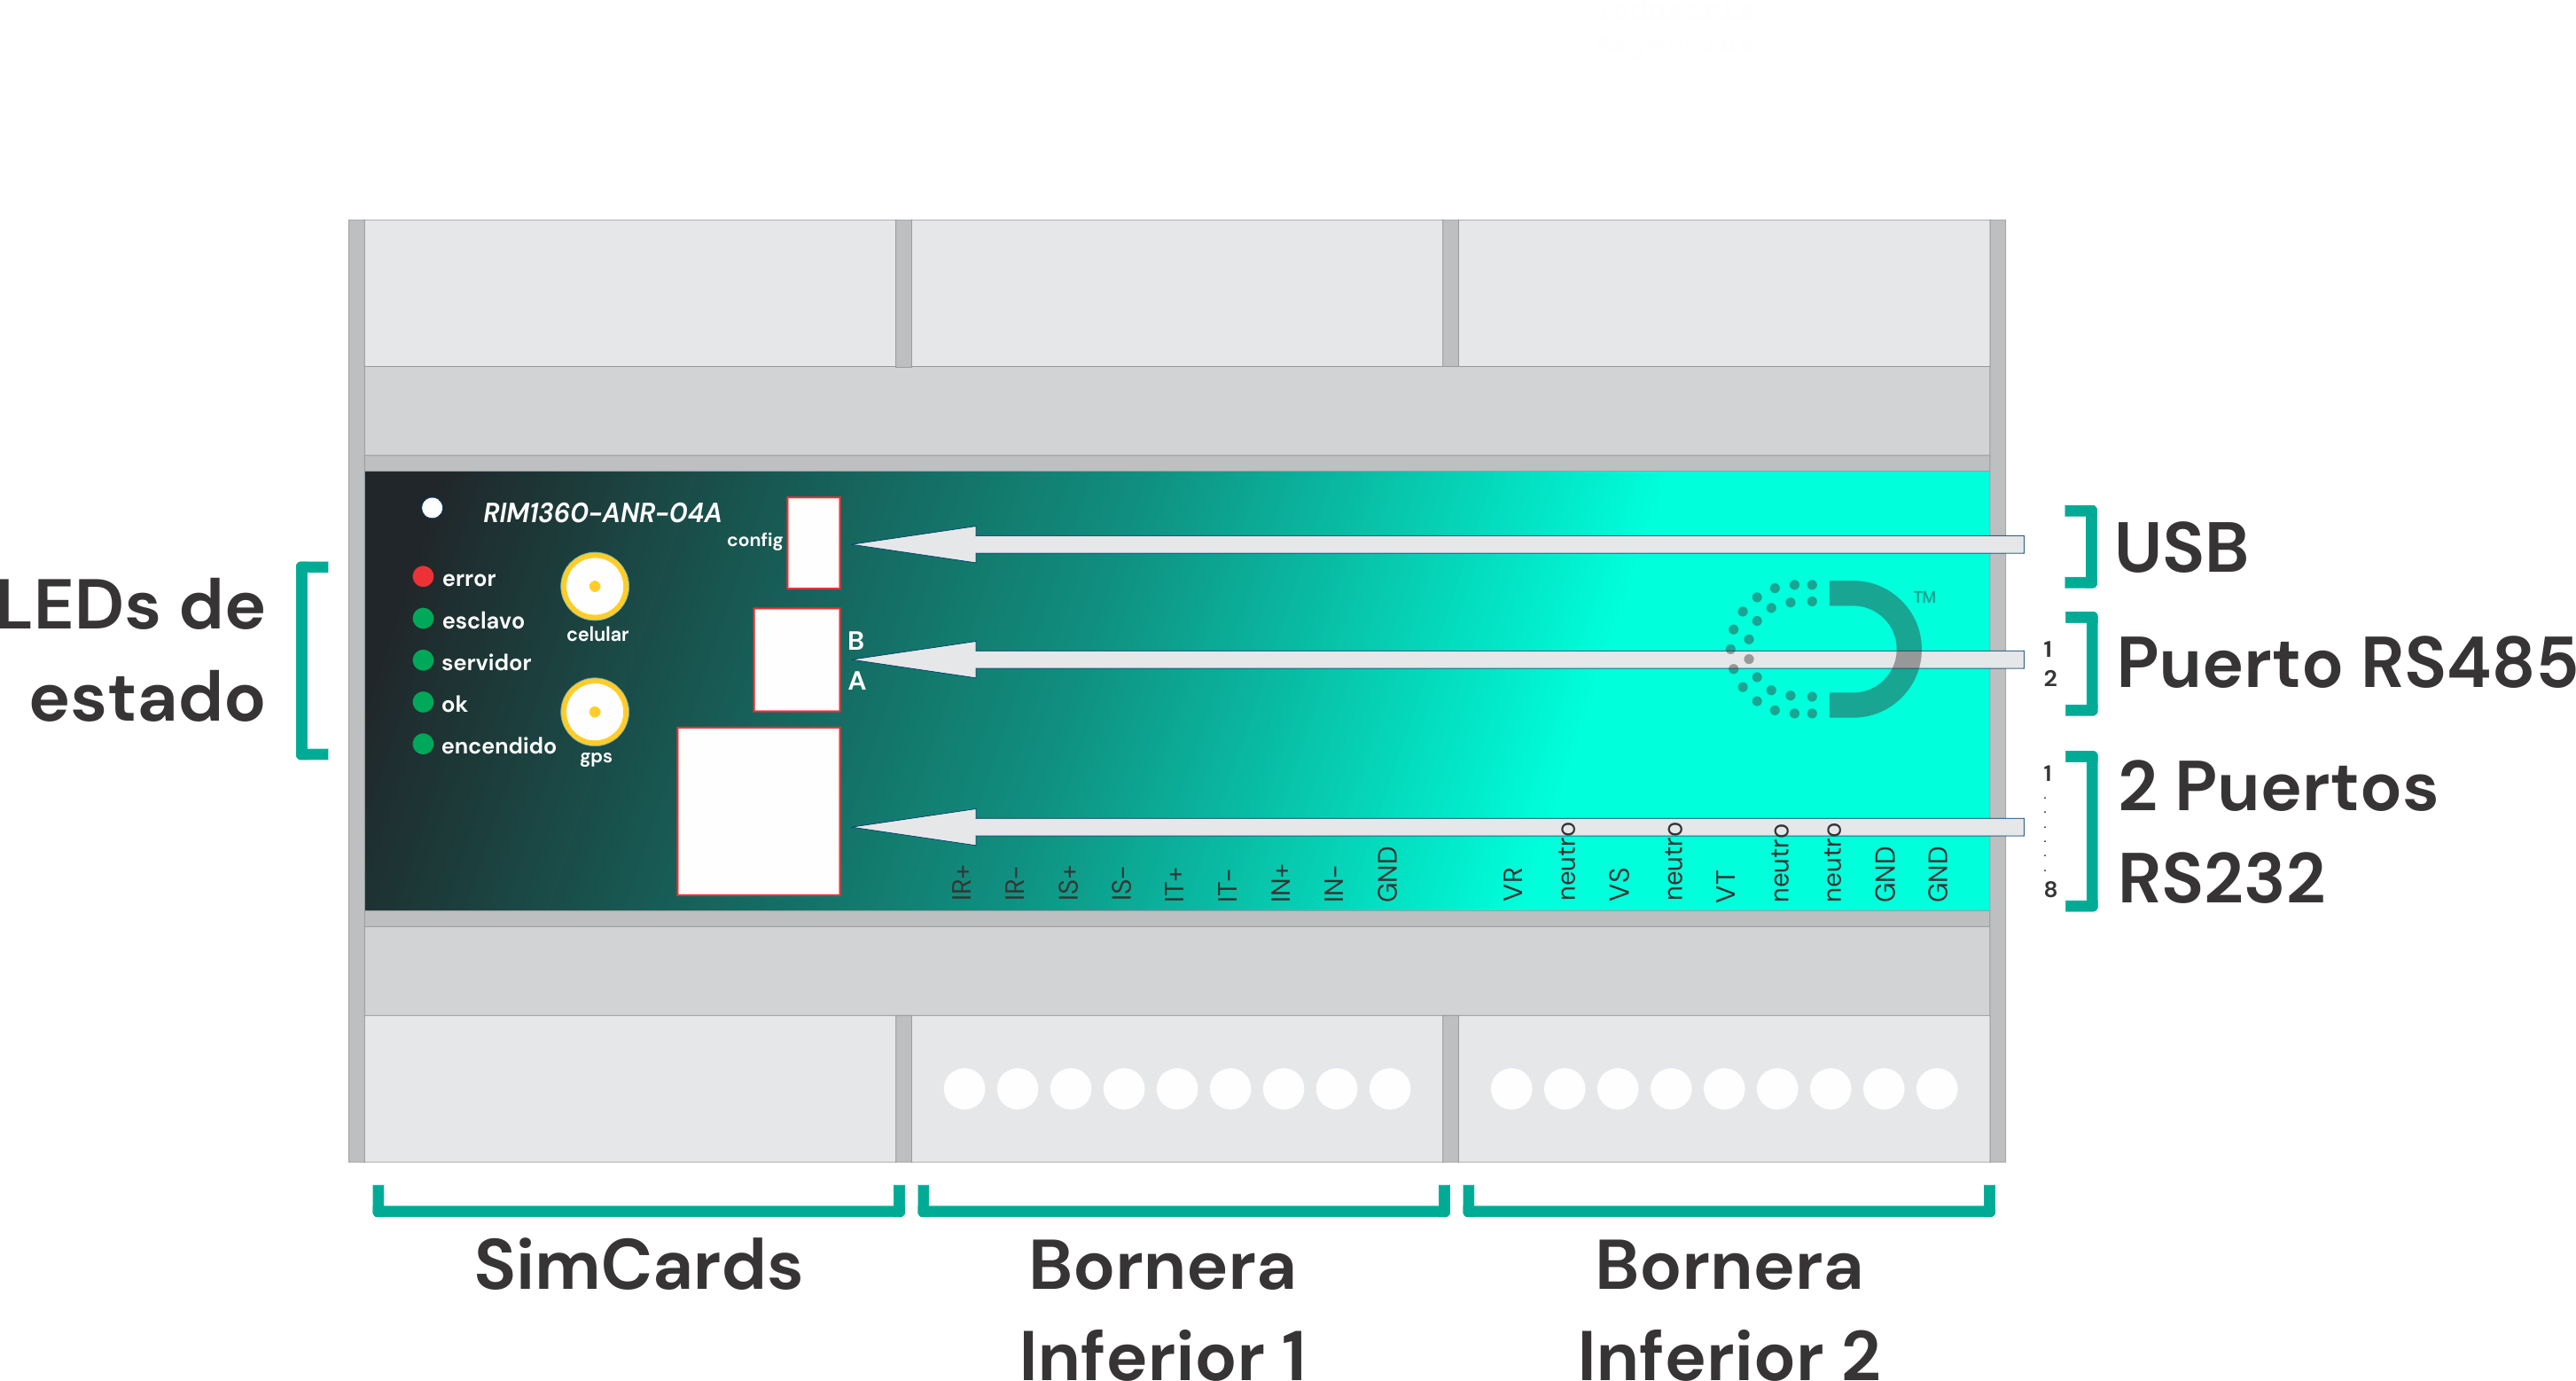 RIM1360-ANR-04A
config
error
esclavo
servidor
ok
encendido
celular
gps
B
A
TM
IR+
IR-
IS+
IS-
IT+
IT-
IN+
IN-
GND
VR
neutro
VS
neutro
VT
neutro
neutro
GND
GND
LEDs de
estado
USB
1
2
Puerto RS485
1
8
2 Puertos
RS232
SimCards
Bornera
Inferior 1
Bornera
Inferior 2